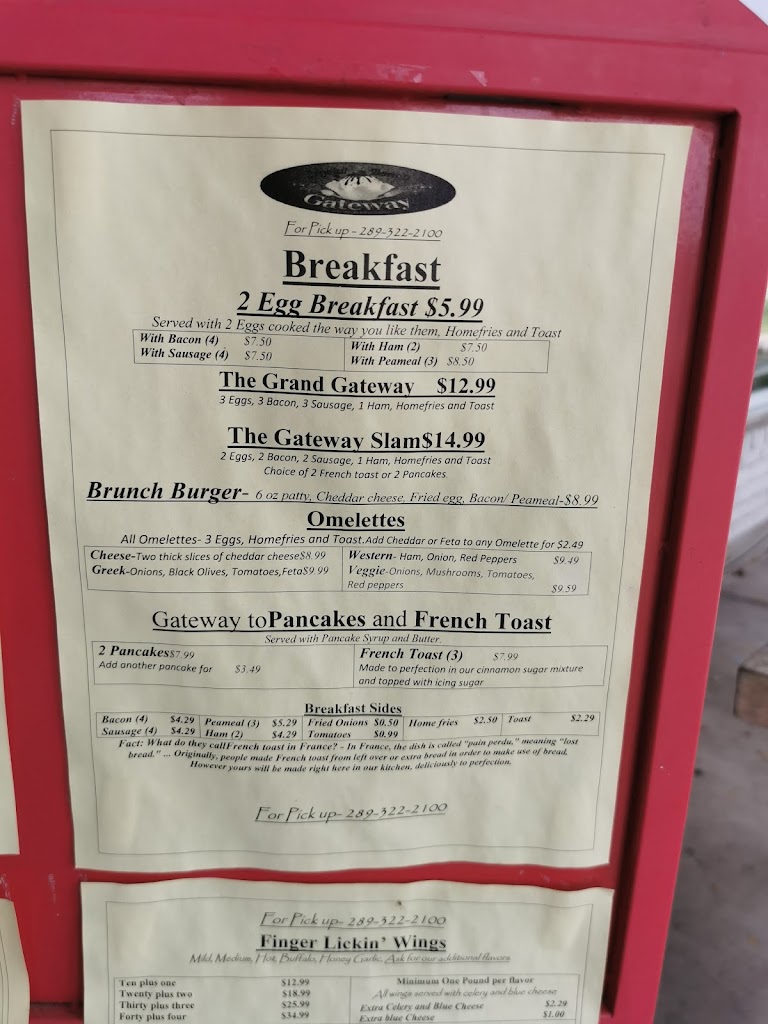 Gateway
For Pick up - 289-322-2100
Breakfast
2 Egg Breakfast $5.99
Served with 2 Eggs cooked the way you like them, Homefries and Toast
With Bacon (4) $7.50 With Ham (2) $7.50
With Sausage (4) $7.50 With Peameal (3) $8.50
The Grand Gateway $12.99
3 Eggs, 3 Bacon, 3 Sausage, 1 Ham, Homefries and Toast
The Gateway Slam$14.99
2 Eggs, 2 Bacon, 2 Sausage, 1 Ham, Homefries and Toast
Choice of 2 French toast or 2 Pancakes.
Brunch Burger- 6 oz patty, Cheddar cheese, Fried egg, Bacon/ Peameal-$8.99
Omelettes
All Omelettes- 3 Eggs, Homefries and Toast.Add Cheddar or Feta to any Omelette for $2.49
Cheese-Two thick slices of cheddar cheese$8.99 Western- Ham, Onion, Red Peppers $9.49
Greek-Onions, Black Olives, Tomatoes,Feta$9.99 Veggie-Onions, Mushrooms, Tomatoes,
Red peppers $9.59
Gateway toPancakes and French Toast
Served with Pancake Syrup and Butter.
2 Pancakes$7.99 French Toast (3) $7.99
Add another pancake for $3.49 Made to perfection in our cinnamon sugar mixture
and topped with icing sugar
Breakfast Sides
Bacon (4) $4.29 Peameal (3) $5.29 Fried Onions $0.50 Home fries $2.50 Toast $2.29
Sausage (4) $4.29 Ham (2) $4.29 Tomatoes $0.99
Fact: What do they callFrench toast in France? - In France, the dish is called "pain perdu," meaning "lost
bread." ... Originally, people made French toast from left over or extra bread in order to make use of bread.
However yours will be made right here in our kitchen, deliciously to perfection.
For Pick up- 289-322-2100
For Pick up- 289-322-2100
Finger Lickin' Wings
Mild, Medium, Hot, Buffalo, Honey Garlic, Ask for our additional flavors
Ten plus one $12.99 Minimum One Pound per flavor
Twenty plus two $18.99 All wings served with celery and blue cheese
Thirty plus three $25.99 Extra Celery and Blue Cheese $2.29
Forty plus four $34.99 Extra blue Cheese $1.00